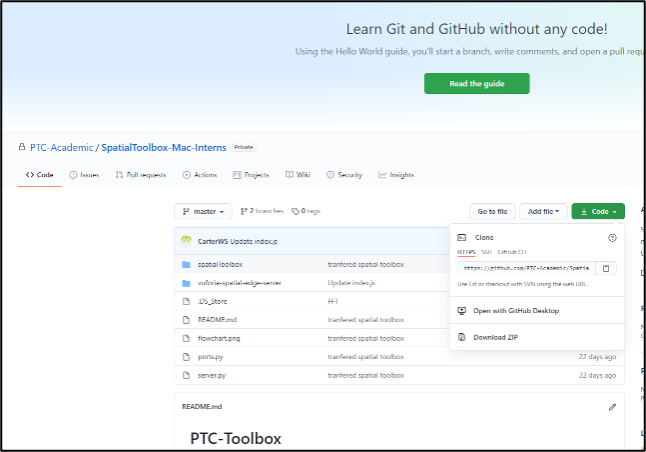 Learn Git and GitHub without any code!
Using the Hello World guide, you'll start a branch, write comments, and open a pull
Read the guide
PTC-Academic / SpatialToolbox-Mac-Interns Private
Code Issues Pull requests Actions Projects Wiki Security Insights
master 2 branches 0 tags Go to file Add file Code
CarterWS Update index.js
spatialToolbox tranfered spatial toolbox
vuforia-spatial-edge-server Update index.js
.DS_Store FFT
README.md tranfered spatial toolbox
flowchart.png tranfered spatial toolbox
ports.py tranfered spatial toolbox 22 days ago
server.py tranfered spatial toolbox 22 days ago
Clone
HTTPS SSH GitHub CLI
https://github.com/PTC-Academic/Spatia
Use Git or checkout with SVN using the web URL.
Open with GitHub Desktop
Download ZIP
README.md
PTC-Toolbox